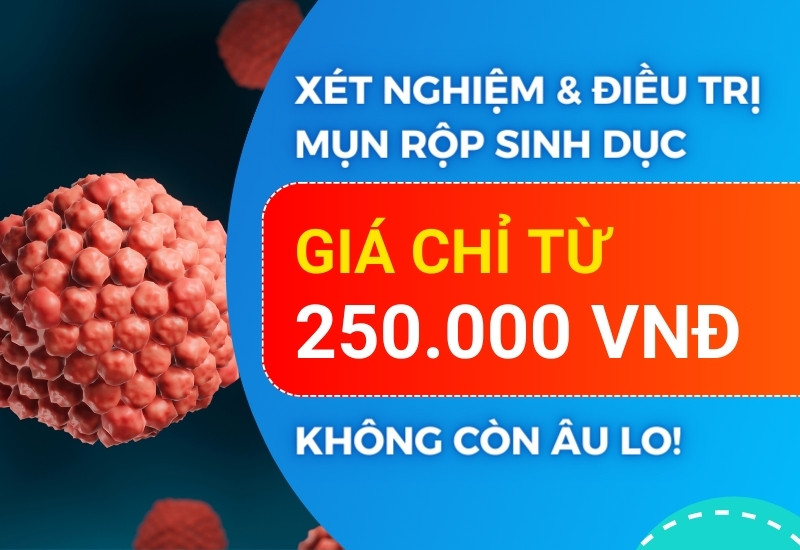 XÉT NGHIỆM & ĐIỀU TRỊ
MỤN RỘP SINH DỤC
GIÁ CHỈ TỪ
250.000 VNĐ
KHÔNG CÒN ÂU LO!